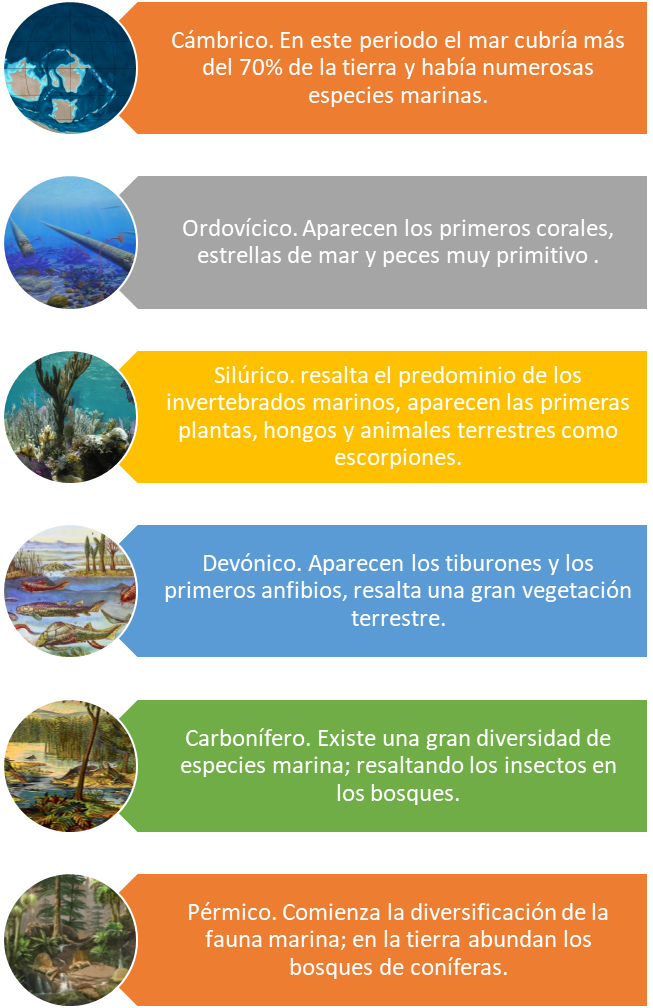 Cámbrico. En este periodo el mar cubría más
del 70% de la tierra y había numerosas
especies marinas.
Ordovícico. Aparecen los primeros corales,
estrellas de mar y peces muy primitivo .
Silúrico. resalta el predominio de los
invertebrados marinos, aparecen las primeras
plantas, hongos y animales terrestres como
escorpiones.
Devónico. Aparecen los tiburones y los
primeros anfibios, resalta una gran vegetación
terrestre.
Carbonífero. Existe una gran diversidad de
especies marina; resaltando los insectos en
los bosques.
Pérmico. Comienza la diversificación de la
fauna marina; en la tierra abundan los
bosques de coníferas.